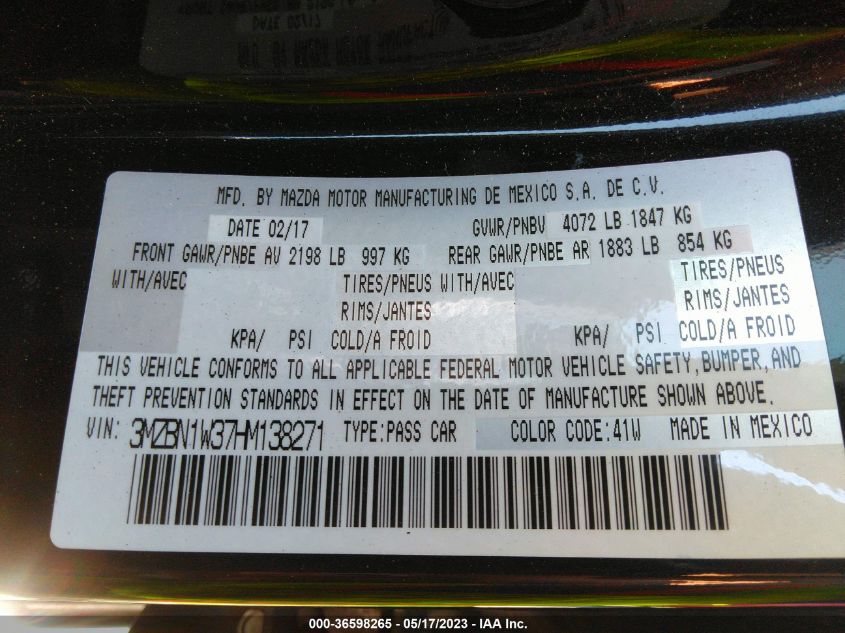 MFD. BY MAZDA MOTOR MANUFACTURING DE MEXICO S.A. DE C.V.
DATE 02/17 GVWR/PNBV 4072 LB 1847 KG
FRONT GAWR/PNBE AV 2198 LB 997 KG REAR GAWR/PNBE AR 1883 LB 854 KG
WITH/AVEC TIRES/PNEUS WITH/AVEC TIRES/PNEUS
RIMS/JANTES RIMS/JANTES
KPA/ PSI COLD/A FROID KPA/ PSI COLD/A FROID
THIS VEHICLE CONFORMS TO ALL APPLICABLE FEDERAL MOTOR VEHICLE SAFETY,BUMPER,AND
THEFT PREVENTION STANDARDS IN EFFECT ON THE DATE OF MANUFACTURE SHOWN ABOVE.
VIN: 3MZBN1W37HM138271 TYPE:PASS CAR COLOR CODE:41W MADE IN MEXICO
000-36598265 - 05/17/2023 - IAA Inc.